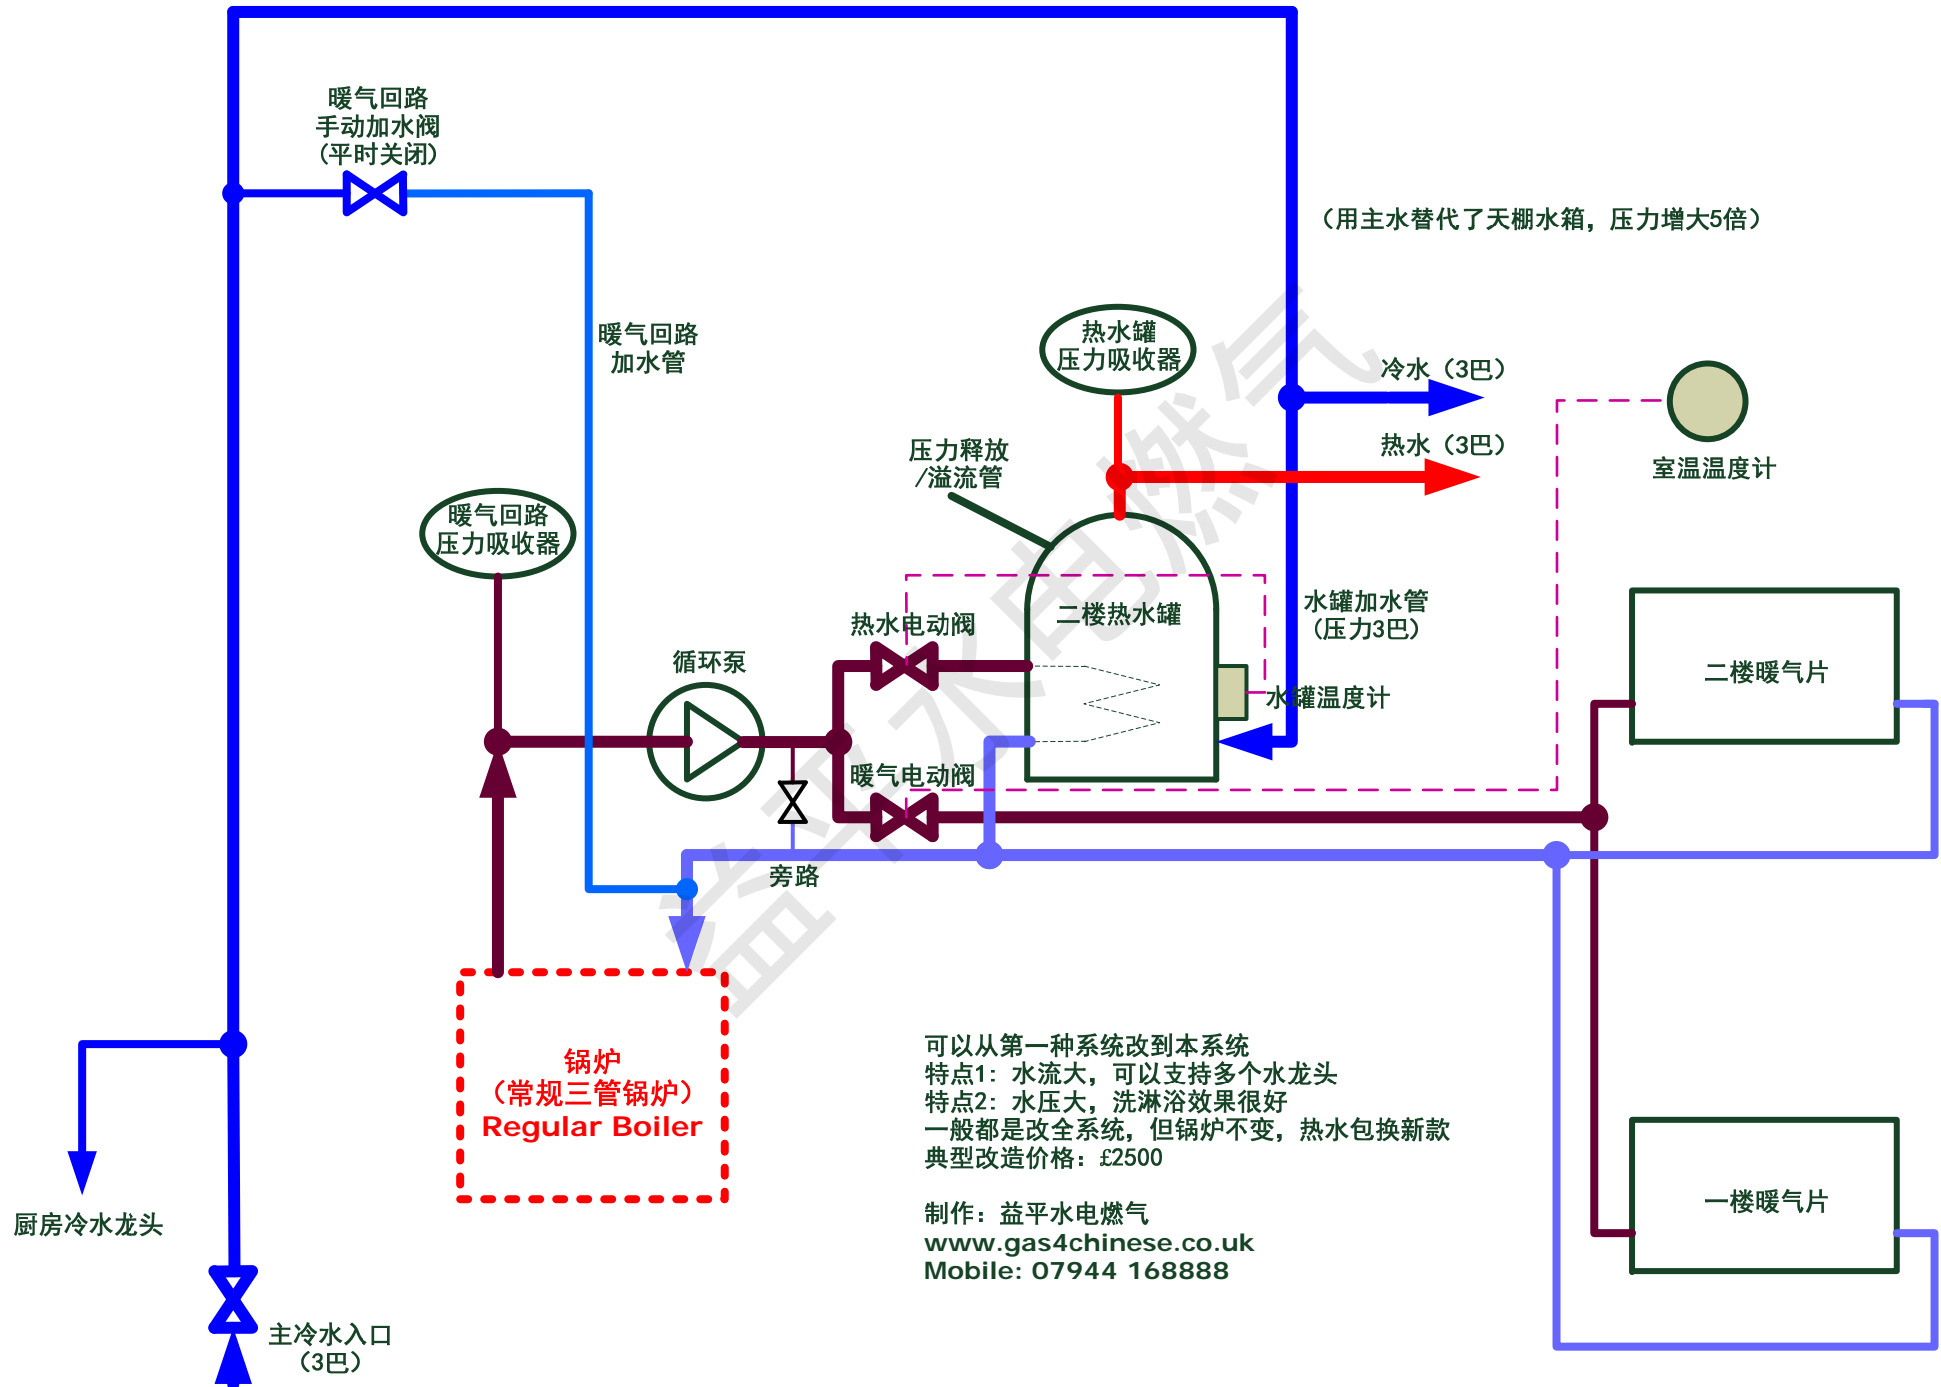 暖气回路
手动加水阀
(平时关闭)
（用主水替代了天棚水箱，压力增大5倍）
暖气回路
加水管
热水罐
压力吸收器
冷水（3巴）
热水（3巴）
室温温度计
压力释放
/溢流管
暖气回路
压力吸收器
二楼热水罐
水罐加水管
(压力3巴)
热水电动阀
循环泵
水罐温度计
二楼暖气片
暖气电动阀
旁路
锅炉
（常规三管锅炉）
Regular Boiler
可以从第一种系统改到本系统
特点1：水流大，可以支持多个水龙头
特点2：水压大，洗淋浴效果很好
一般都是改全系统，但锅炉不变，热水包换新款
典型改造价格：£2500
制作：益平水电燃气
www.gas4chinese.co.uk
Mobile: 07944 168888
一楼暖气片
厨房冷水龙头
主冷水入口
（3巴）
益平水电燃气